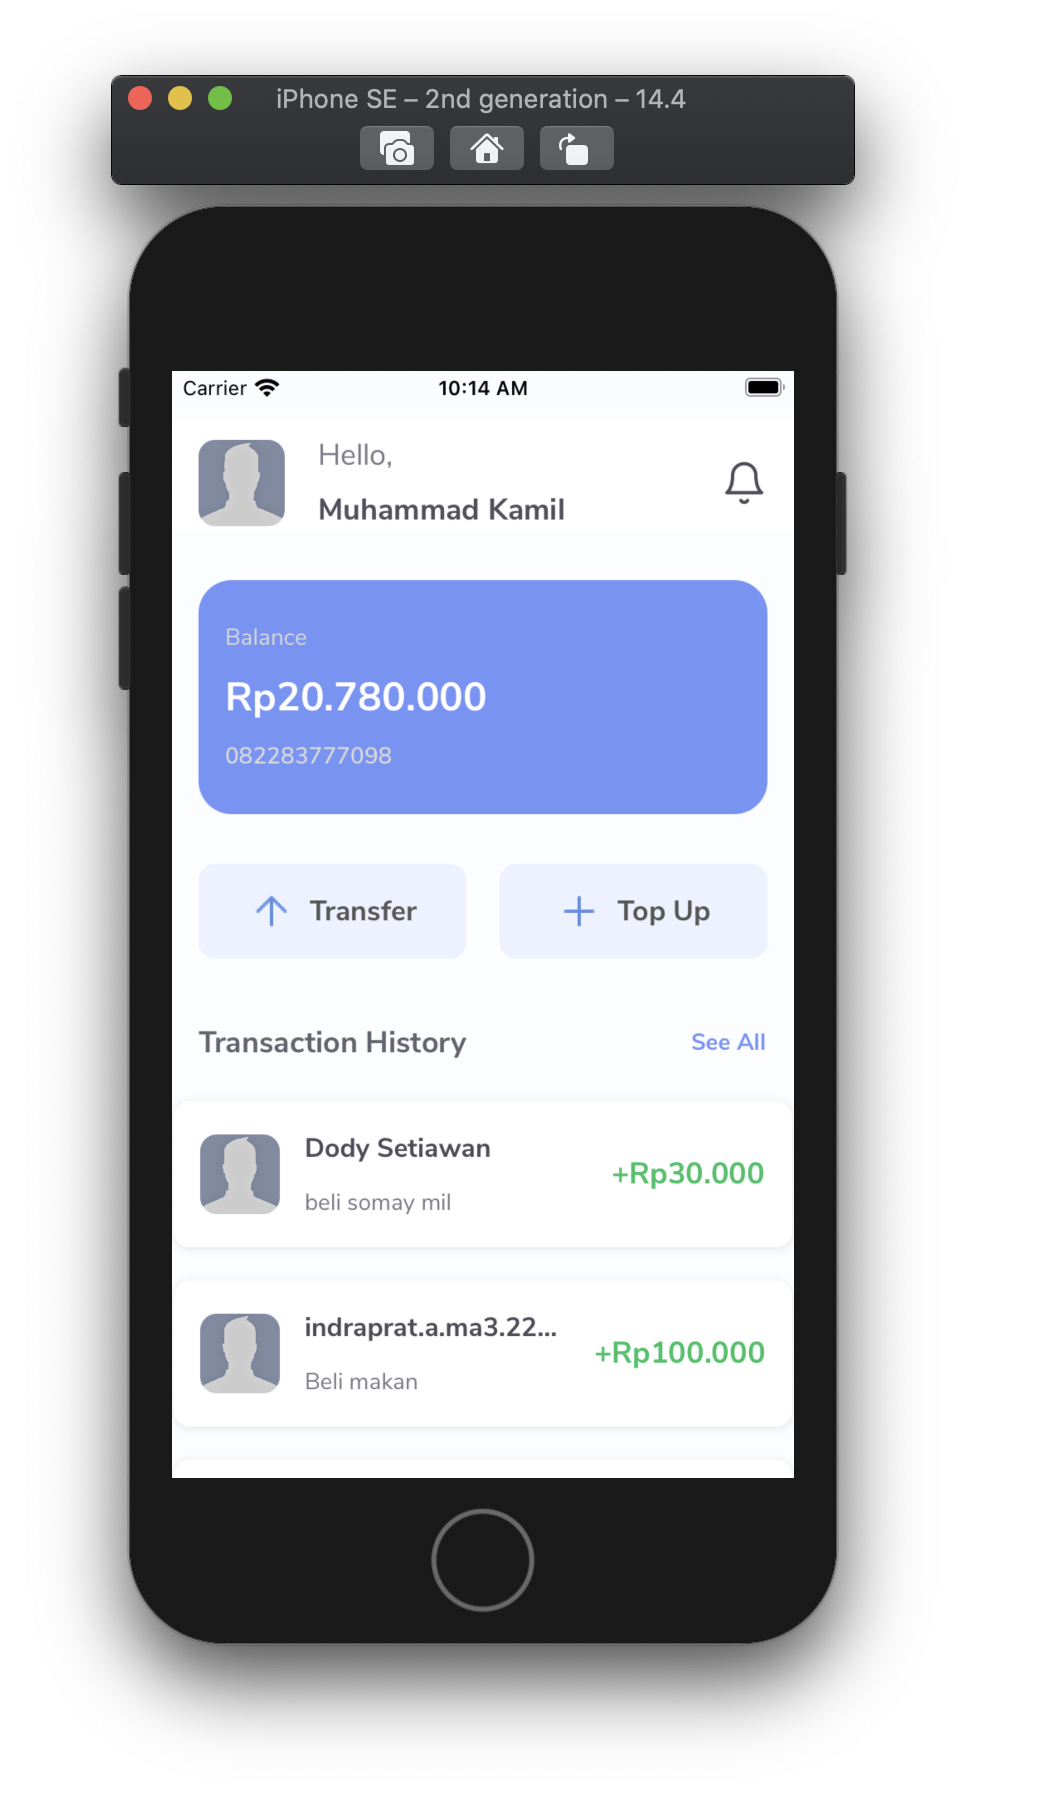 iPhone SE – 2nd generation – 14.4
Carrier 10:14 AM
Hello,
Muhammad Kamil
Balance
Rp20.780.000
082283777098
Transfer
Top Up
Transaction History
See All
Dody Setiawan
+Rp30.000
beli somay mil
indraprat.a.ma3.22...
+Rp100.000
Beli makan